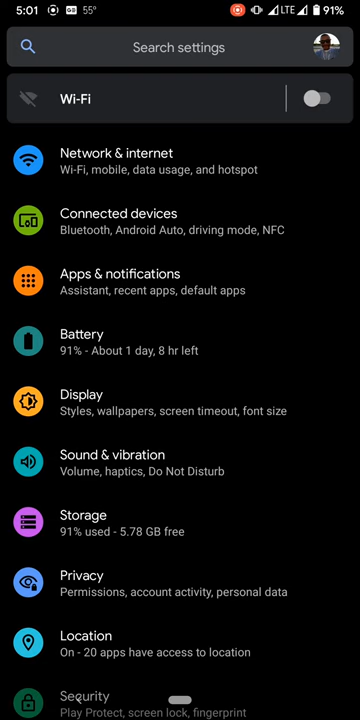 5:01 GE 55° LTE 91%
Search settings
Wi-Fi
Network & internet
Wi-Fi, mobile, data usage, and hotspot
Connected devices
Bluetooth, Android Auto, driving mode, NFC
Apps & notifications
Assistant, recent apps, default apps
Battery
91% - About 1 day, 8 hr left
Display
Styles, wallpapers, screen timeout, font size
Sound & vibration
Volume, haptics, Do Not Disturb
Storage
91% used - 5.78 GB free
Privacy
Permissions, account activity, personal data
Location
On - 20 apps have access to location
Security
Play Protect, screen lock, fingerprint